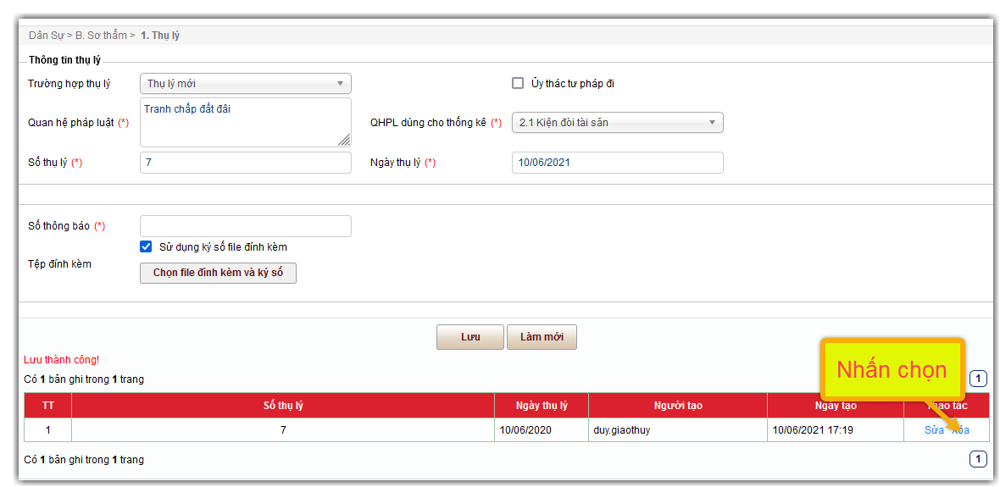 Dân Sự > B. Sơ thẩm > 1. Thụ lý
Thông tin thụ lý
Trường hợp thụ lý Thụ lý mới Ủy thác tư pháp đi
Quan hệ pháp luật (*) Tranh chấp đất đai QHPL dùng cho thống kê (*) 2.1 Kiện đòi tài sản
Số thụ lý (*) 7 Ngày thụ lý (*) 10/06/2021
Số thông báo (*)
Sử dụng ký số file đính kèm
Tệp đính kèm
Chọn file đính kèm và ký số
Lưu Làm mới
Lưu thành công!
Nhấn chọn
Có 1 bản ghi trong 1 trang 1
TT Số thụ lý Ngày thụ lý Người tạo Ngày tạo Thao tác
1 7 10/06/2020 duy.giaothuy 10/06/2021 17:19 Sửa Xóa
Có 1 bản ghi trong 1 trang 1